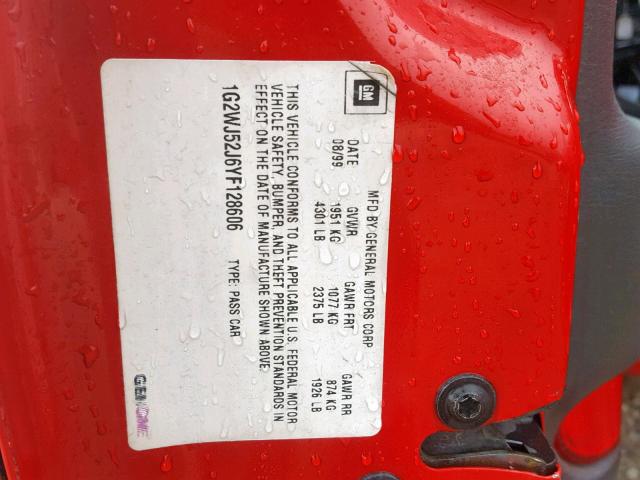 GM
MFD BY GENERAL MOTORS CORP
DATE GVWR GAWR FRT GAWR RR
08/99 1951 KG 1077 KG 874 KG
4301 LB 2375 LB 1926 LB
THIS VEHICLE CONFORMS TO ALL APPLICABLE U.S. FEDERAL MOTOR
VEHICLE SAFETY, BUMPER, AND THEFT PREVENTION STANDARDS IN
EFFECT ON THE DATE OF MANUFACTURE SHOWN ABOVE.
1G2WJ52J6YF128606 TYPE: PASS CAR